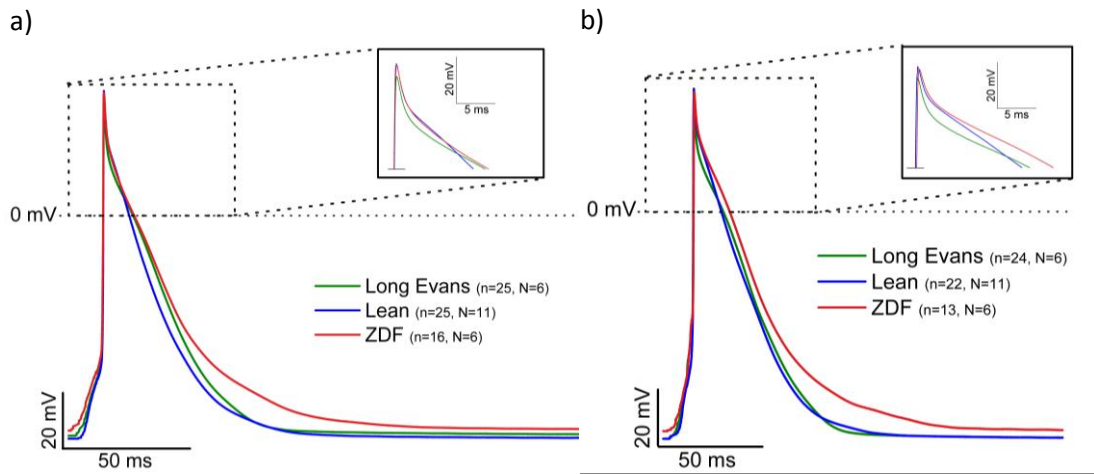 a)
20 mV
5 ms
0 mV
Long Evans (n=25, N=6)
Lean (n=25, N=11)
ZDF (n=16, N=6)
20 mV
50 ms
b)
20 mV
5 ms
0 mV
Long Evans (n=24, N=6)
Lean (n=22, N=11)
ZDF (n=13, N=6)
20 mV
50 ms